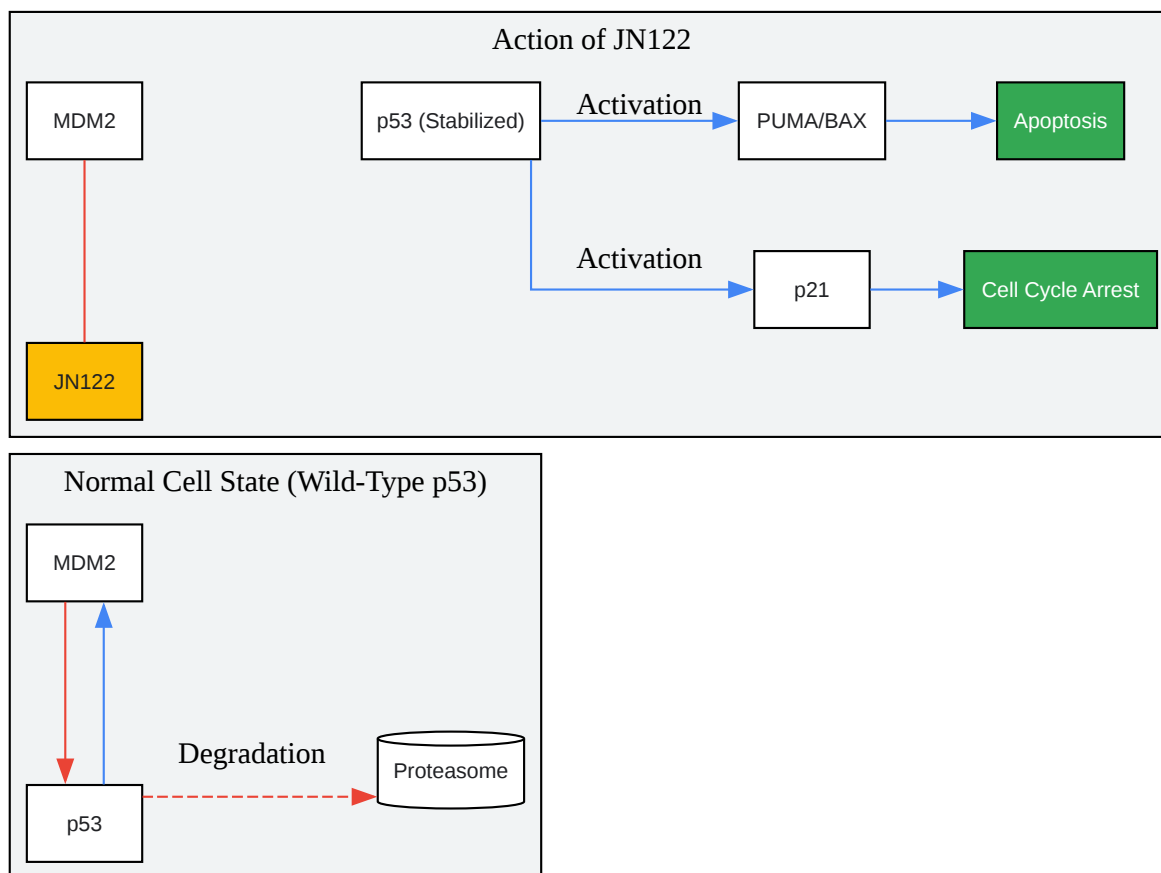 Action of JN122
MDM2
p53 (Stabilized)
Activation
PUMA/BAX
Apoptosis
Activation
p21
Cell Cycle Arrest
JN122
Normal Cell State (Wild-Type p53)
MDM2
Degradation
Proteasome
p53